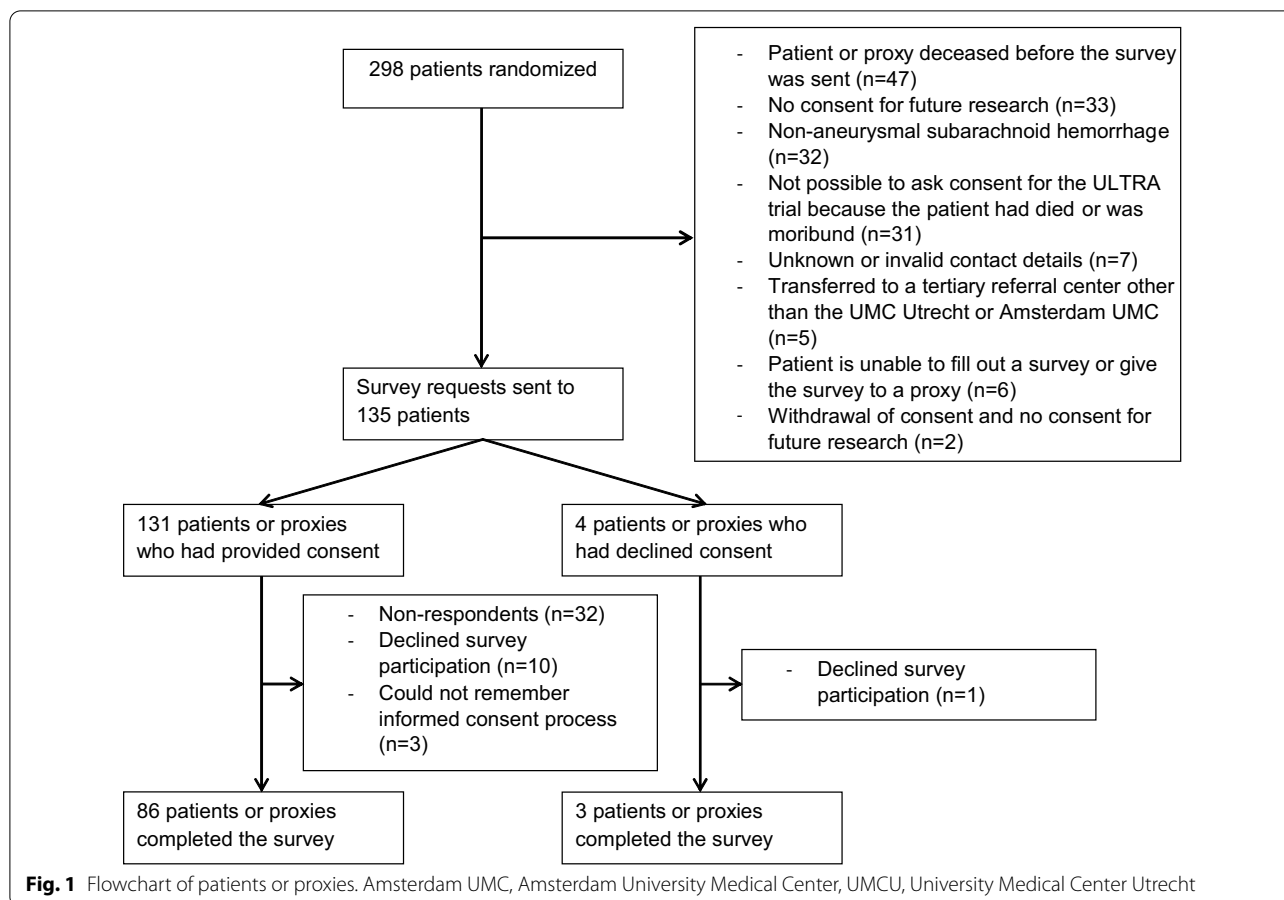 298 patients randomized
- Patient or proxy deceased before the survey
was sent (n=47)
- No consent for future research (n=33)
- Non-aneurysmal subarachnoid hemorrhage
(n=32)
- Not possible to ask consent for the ULTRA
trial because the patient had died or was
moribund (n=31)
- Unknown or invalid contact details (n=7)
- Transferred to a tertiary referral center other
than the UMC Utrecht or Amsterdam UMC
(n=5)
- Patient is unable to fill out a survey or give
the survey to a proxy (n=6)
- Withdrawal of consent and no consent for
future research (n=2)
Survey requests sent to
135 patients
131 patients or proxies
who had provided consent
4 patients or proxies who
had declined consent
- Non-respondents (n=32)
- Declined survey
participation (n=10)
- Could not remember
informed consent process
(n=3)
- Declined survey
participation (n=1)
86 patients or proxies
completed the survey
3 patients or proxies
completed the survey
Fig. 1 Flowchart of patients or proxies. Amsterdam UMC, Amsterdam University Medical Center, UMCU, University Medical Center Utrecht